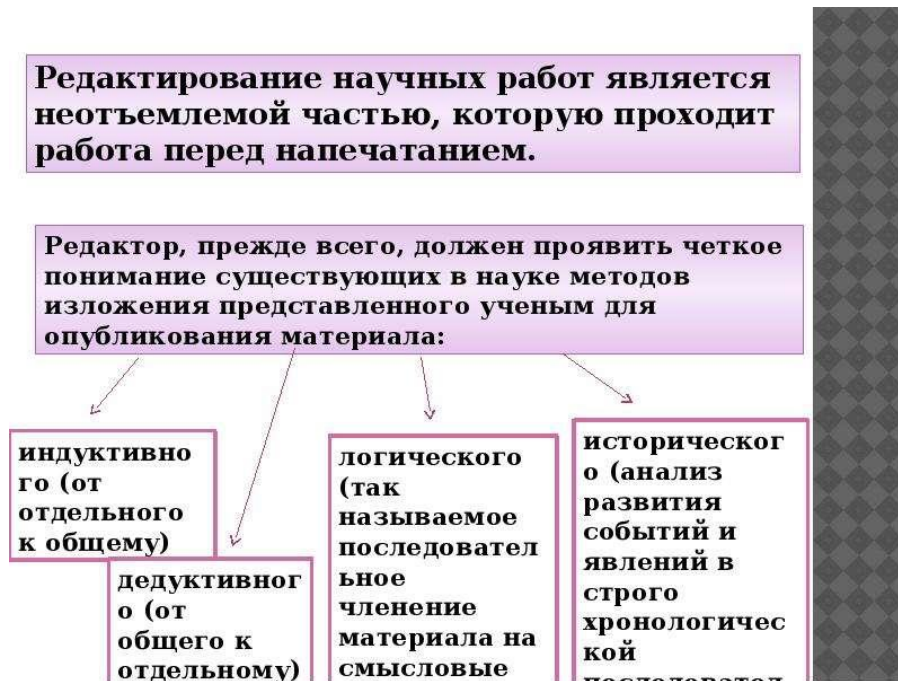 Редактирование научных работ является
неотъемлемой частью, которую проходит
работа перед напечатанием.
Редактор, прежде всего, должен проявить четкое
понимание существующих в науке методов
изложения представленного ученым для
опубликования материала:
индуктивно
го (от
отдельного
к общему)
дедуктивног
о (от
общего к
отдельному)
логического
(так
называемое
последовател
ьное
членение
материала на
смысловые
историческог
о (анализ
развития
событий и
явлений в
строго
хронологичес
кой